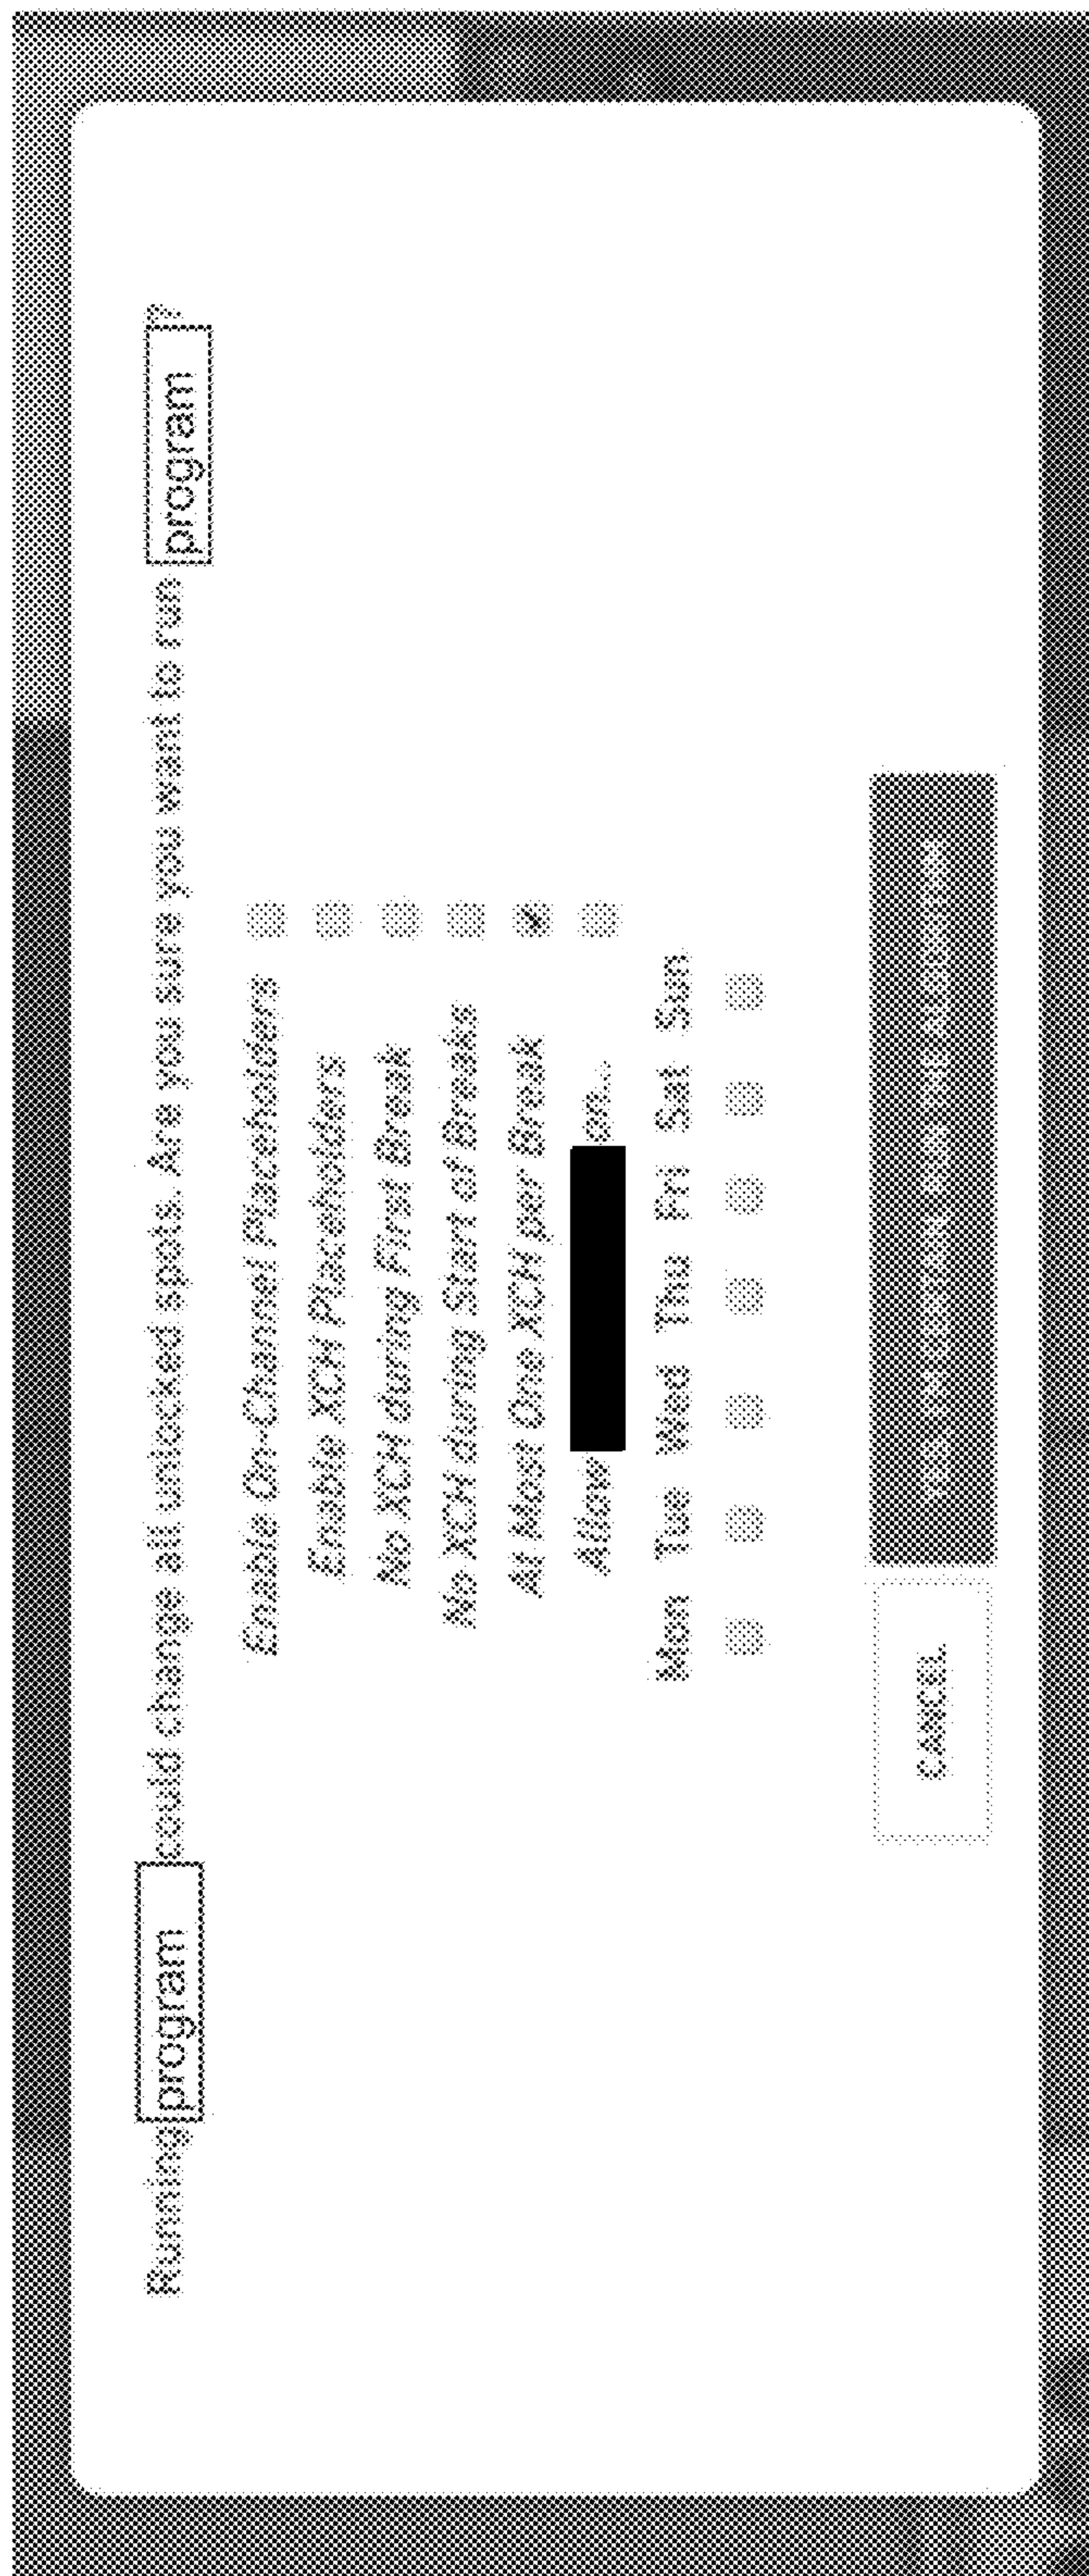 Running program could change all unlocked spots. Are you sure you want to run program ?
Enable On-Channel Placeholders
Enable XCH Placeholders
No XCH during First Break
No XCH during Start of Breaks
At Most One XCH per Break
Allow on...
Mon Tue Wed Thu Fri Sat Sun
CANCEL